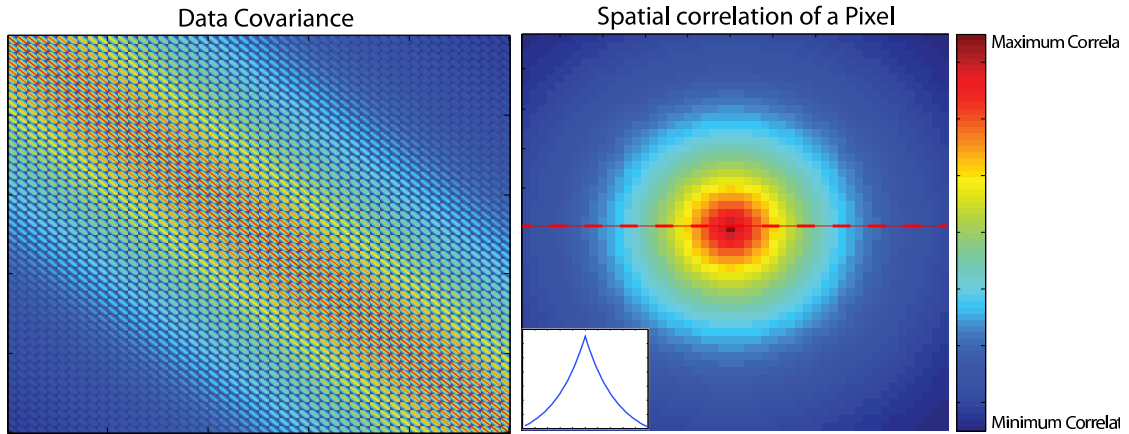 Data Covariance
Spatial correlation of a Pixel
Maximum Correla
Minimum Correlat